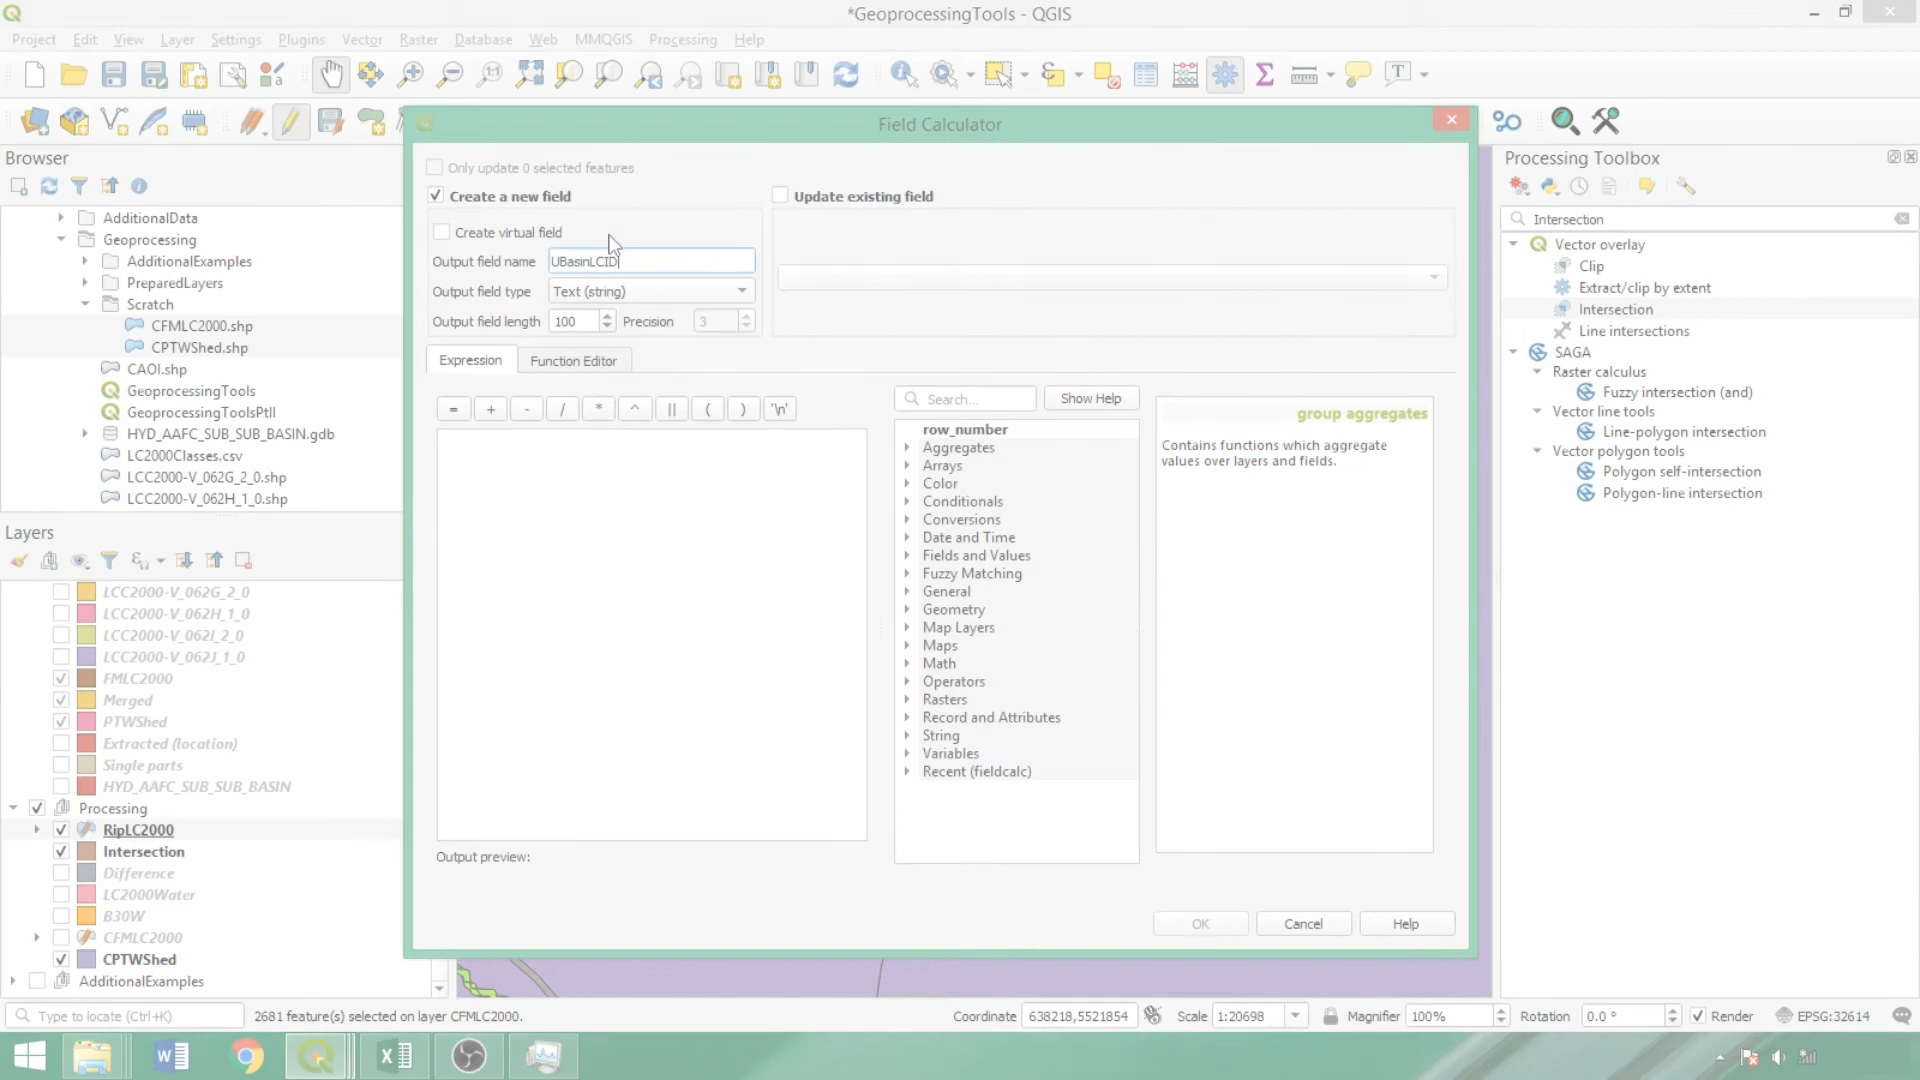 *GeoprocessingTools - QGIS
Project Edit View Layer Settings Plugins Vector Raster Database Web MMQGIS Processing Help
Browser
AdditionalData
Geoprocessing
AdditionalExamples
PreparedLayers
Scratch
CFMLC2000.shp
CPTWShed.shp
CAOI.shp
GeoprocessingTools
GeoprocessingToolsPtII
HYD_AAFC_SUB_SUB_BASIN.gdb
LC2000Classes.csv
LCC2000-V_062G_2_0.shp
LCC2000-V_062H_1_0.shp
Layers
LCC2000-V_062G_2_0
LCC2000-V_062H_1_0
LCC2000-V_062I_2_0
LCC2000-V_062J_1_0
FMLC2000
Merged
PTWShed
Extracted (location)
Single parts
HYD_AAFC_SUB_SUB_BASIN
Processing
RipLC2000
Intersection
Difference
LC2000Water
B30W
CFMLC2000
CPTWShed
AdditionalExamples
Field Calculator
Only update 0 selected features
Create a new field
Update existing field
Create virtual field
Output field name UBasinLCID
Output field type Text (string)
Output field length 100 Precision 3
Expression Function Editor
= + - / * ^ || ( ) '\n'
Search... Show Help
row_number
Aggregates
Arrays
Color
Conditionals
Conversions
Date and Time
Fields and Values
Fuzzy Matching
General
Geometry
Map Layers
Maps
Math
Operators
Rasters
Record and Attributes
String
Variables
Recent (fieldcalc)
group aggregates
Contains functions which aggregate
values over layers and fields.
Output preview:
OK Cancel Help
Processing Toolbox
Intersection
Vector overlay
Clip
Extract/clip by extent
Intersection
Line intersections
SAGA
Raster calculus
Fuzzy intersection (and)
Vector line tools
Line-polygon intersection
Vector polygon tools
Polygon self-intersection
Polygon-line intersection
Type to locate (Ctrl+K) 2681 feature(s) selected on layer CFMLC2000. Coordinate 638218,5521854 Scale 1:20698 Magnifier 100% Rotation 0.0 ° Render EPSG:32614